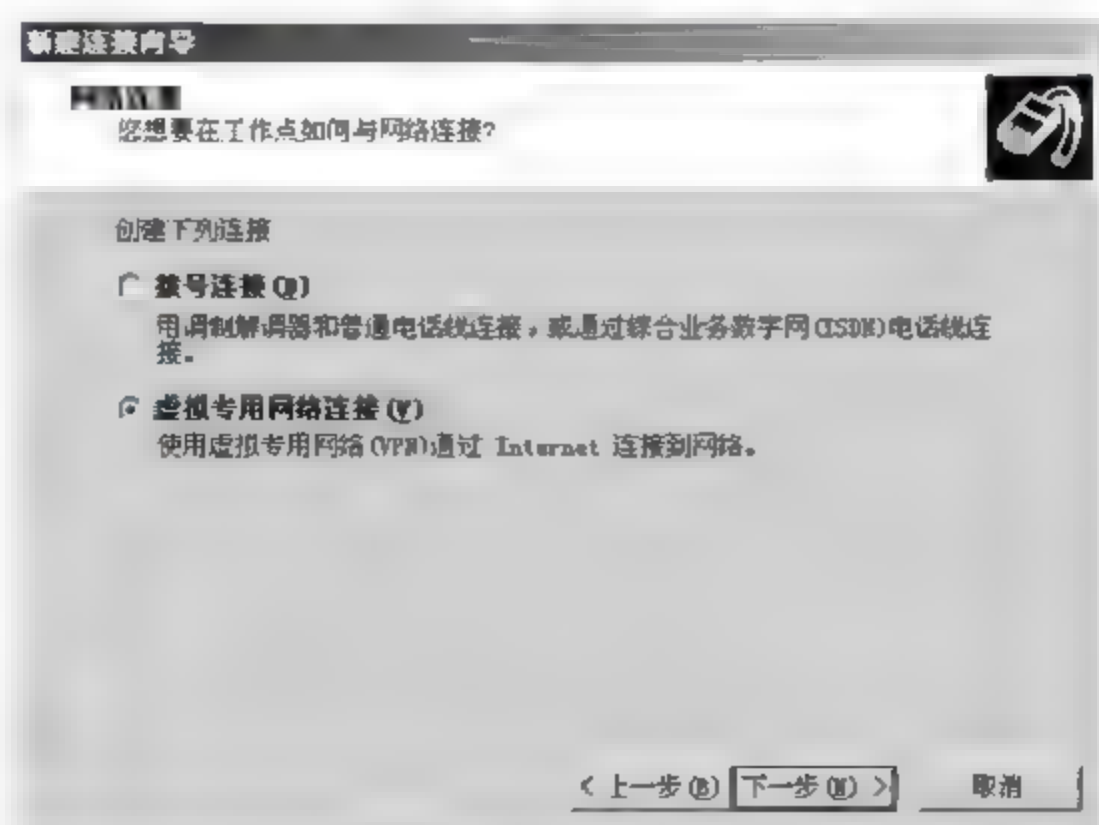 新建连接向导
您想要在工作点如何与网络连接?
创建下列连接
拨号连接(D)
用调制解调器和普通电话线连接，或通过综合业务数字网(ISDN)电话线连
接。
虚拟专用网络连接(V)
使用虚拟专用网络(VPN)通过 Internet 连接到网络。
< 上一步(B)
下一步(N) >
取消